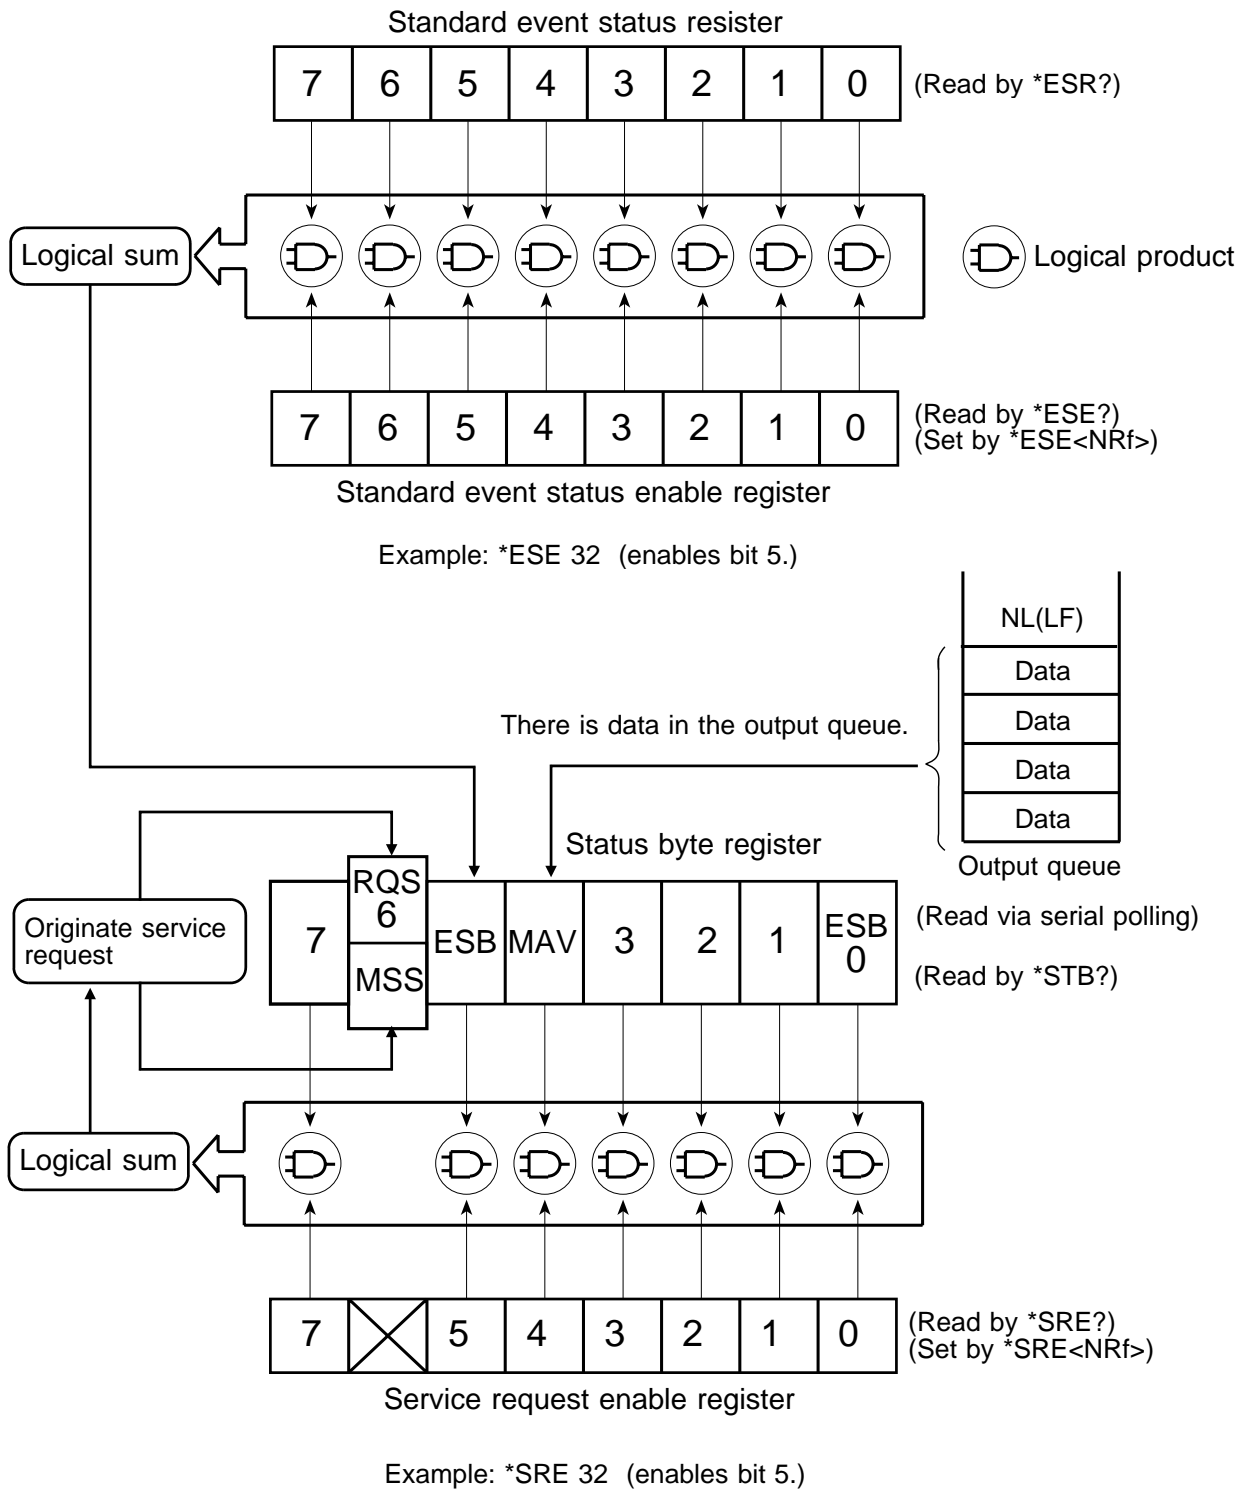 Standard event status resister
7 6 5 4 3 2 1 0
(Read by *ESR?)
Logical sum
Logical product
7 6 5 4 3 2 1 0
(Read by *ESE?)
(Set by *ESE<NRf>)
Standard event status enable register
Example: *ESE 32 (enables bit 5.)
NL(LF)
Data
Data
Data
Data
Output queue
There is data in the output queue.
Status byte register
Originate service
request
7
RQS
6
MSS
ESB
MAV
3
2
1
ESB
0
(Read via serial polling)
(Read by *STB?)
Logical sum
7 5 4 3 2 1 0
(Read by *SRE?)
(Set by *SRE<NRf>)
Service request enable register
Example: *SRE 32 (enables bit 5.)